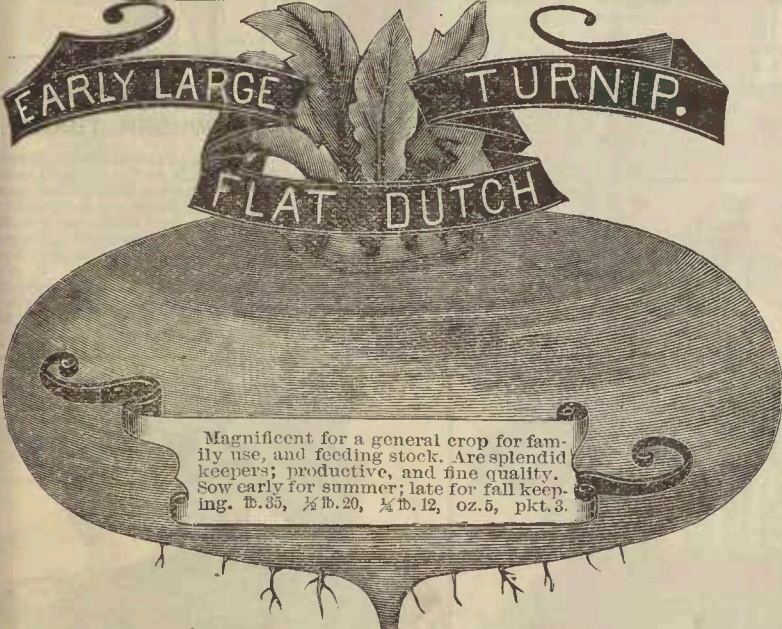 EARLY LARGE
FLAT DUTCH
TURNIP.
Magnificent for a general crop for fam-
ily use, and feeding stock. Are splendid
keepers; productive, and fine quality.
Sow early for summer; late for fall keep-
ing. ℔.35, ½ ℔.20, ¼ ℔.12, oz.5, pkt.3.